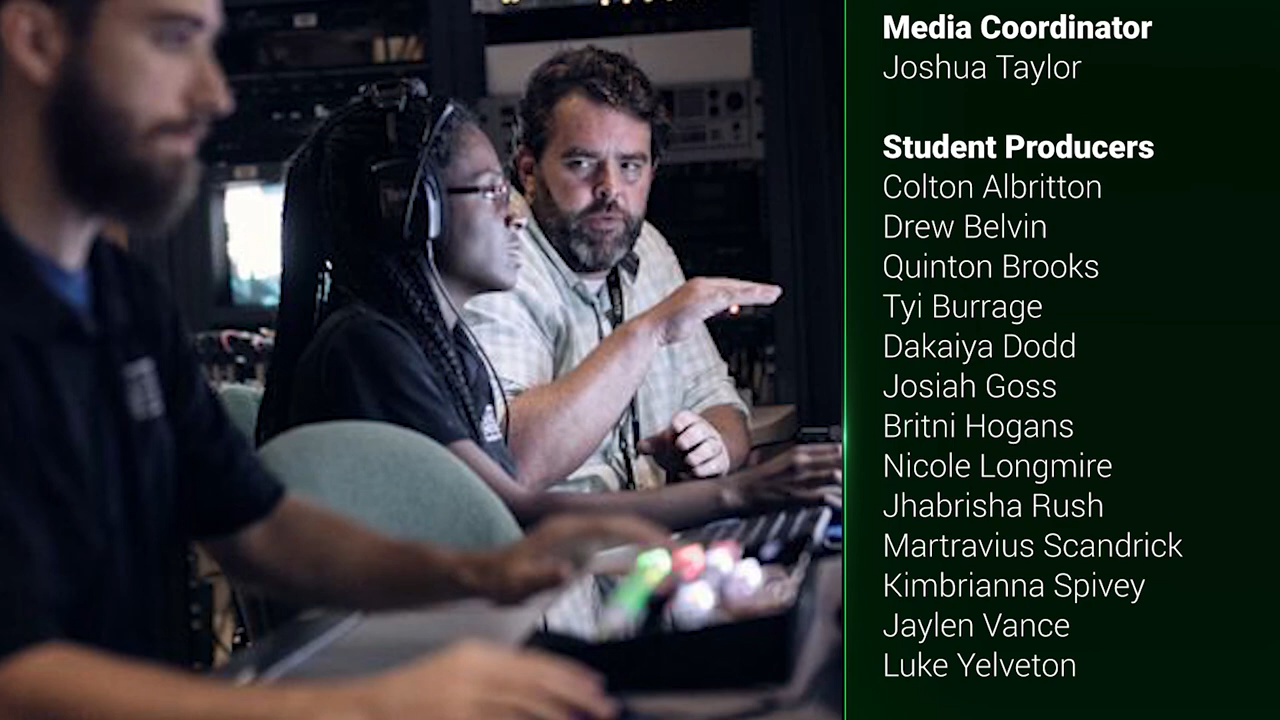 Media Coordinator
Joshua Taylor
Student Producers
Colton Albritton
Drew Belvin
Quinton Brooks
Tyi Burrage
Dakaiya Dodd
Josiah Goss
Britni Hogans
Nicole Longmire
Jhabrisha Rush
Martravius Scandrick
Kimbrianna Spivey
Jaylen Vance
Luke Yelveton